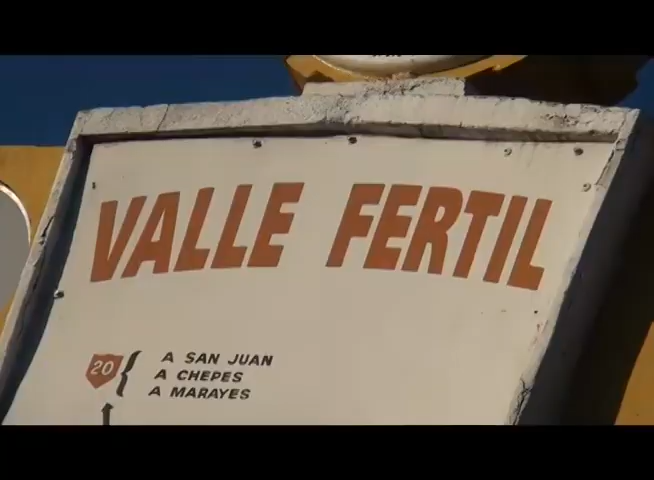 VALLE FERTIL
20 { A SAN JUAN
A CHEPES
A MARAYES